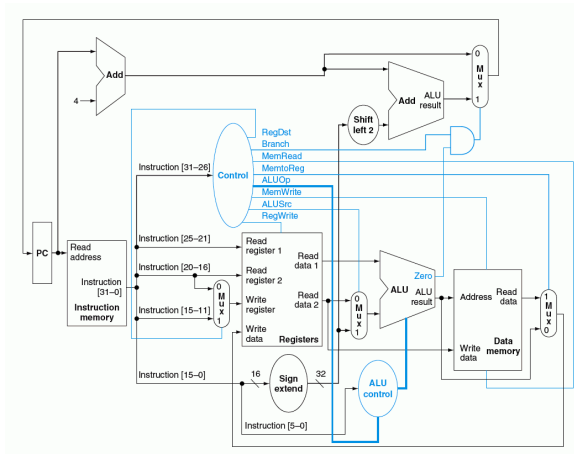 Add
4
0
M
u
x
1
Add
ALU
result
Shift
left 2
RegDst
Branch
MemRead
MemtoReg
ALUOp
MemWrite
ALUSrc
RegWrite
Control
Instruction [31–26]
Instruction [25–21]
Instruction [20–16]
Instruction [15–11]
Instruction [15–0]
Instruction [5–0]
PC
Read
address
Instruction
[31–0]
Instruction
memory
0
M
u
x
1
Read
register 1
Read
register 2
Write
register
Write
data
Read
data 1
Read
data 2
Registers
0
M
u
x
1
Zero
ALU
ALU
result
Address
Read
data
Write
data
Data
memory
1
M
u
x
0
16
Sign
extend
32
ALU
control